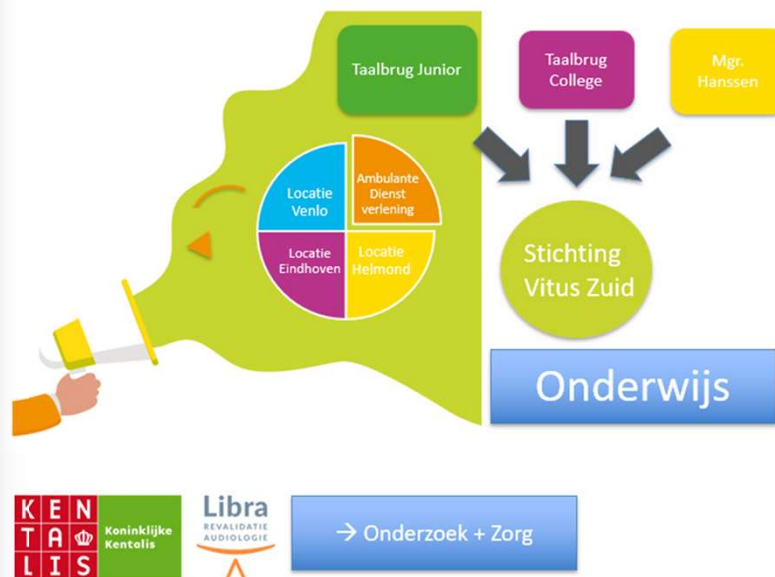 Taalbrug Junior
Taalbrug
College
Mgr.
Hanssen
Locatie
Venlo
Ambulante
Dienst
verlening
Locatie
Eindhoven
Locatie
Helmond
Stichting
Vitus Zuid
Onderwijs
KEN
TA
LIS
Koninklijke
Kentalis
Libra
REVALIDATIE
AUDIOLOGIE
→ Onderzoek + Zorg